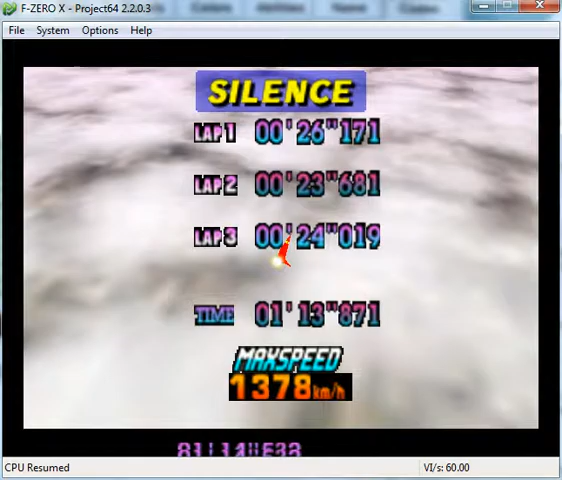 F-ZERO X - Project64 2.2.0.3
File System Options Help
SILENCE
LAP1 00'26"171
LAP2 00'23"681
LAP3 00'24"019
TIME 01'13"871
MAXSPEED
1378km/h
CPU Resumed VI/s: 60.00